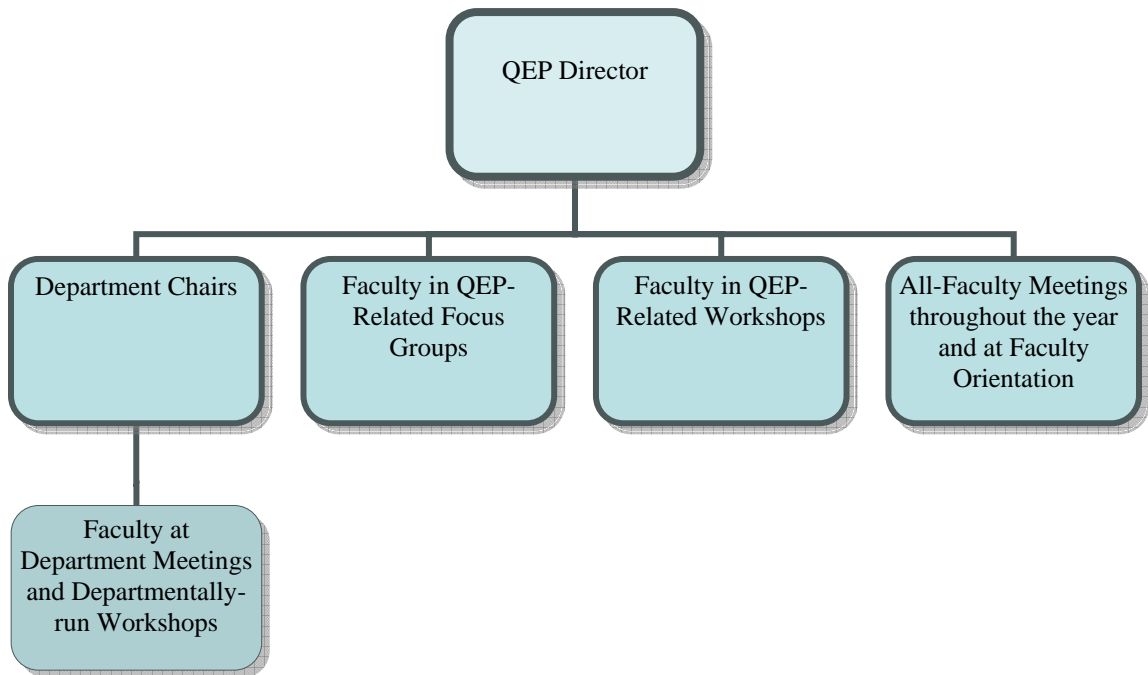 QEP Director
Department Chairs
Faculty in QEP-
Related Focus
Groups
Faculty in QEP-
Related Workshops
All-Faculty Meetings
throughout the year
and at Faculty
Orientation
Faculty at
Department Meetings
and Departmentally-
run Workshops